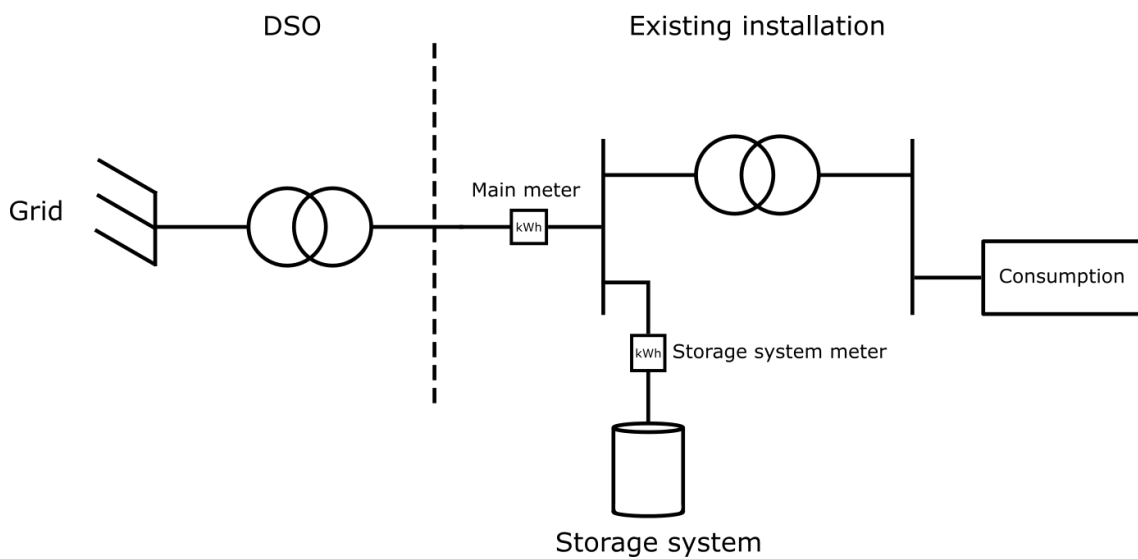 DSO
Existing installation
Grid
Main meter
kWh
Consumption
kWh
Storage system meter
Storage system